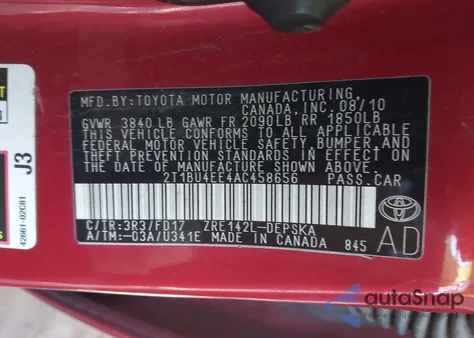 MFD.BY:TOYOTA MOTOR MANUFACTURING,
CANADA, INC. 08/10
GVWR 3840 LB GAWR FR 2090LB RR 1850LB
THIS VEHICLE CONFORMS TO ALL APPLICABLE
FEDERAL MOTOR VEHICLE SAFETY, BUMPER,
AND THEFT PREVENTION STANDARDS IN EFFECT
ON THE DATE OF MANUFACTURE SHOWN ABOVE.
2T1BU4EE4AC458656 PASS.CAR
C/TR:3R3/FD17 ZRE142L-DEPSKA
A/TM:-03A/U341E MADE IN CANADA 845
AD
J3
42661-02C81
autoSnap